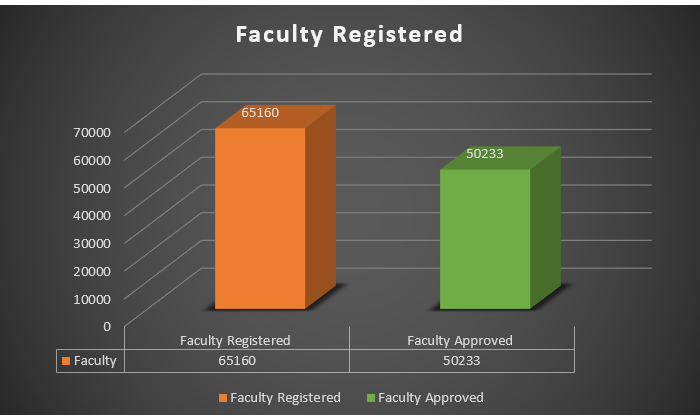 Faculty Registered
65160
50233
70000
60000
50000
40000
30000
20000
10000
0
Faculty Registered Faculty Approved
Faculty 65160 50233
Faculty Registered Faculty Approved